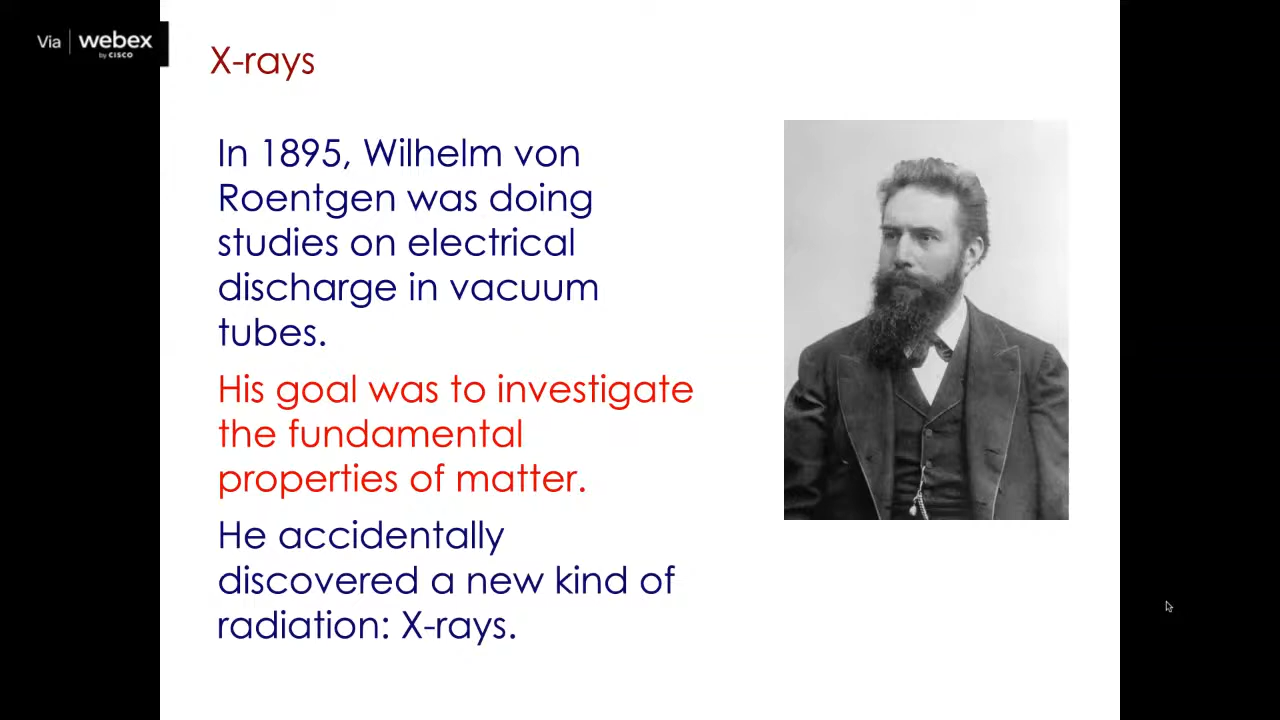 Via webex
by CISCO
X-rays
In 1895, Wilhelm von
Roentgen was doing
studies on electrical
discharge in vacuum
tubes.
His goal was to investigate
the fundamental
properties of matter.
He accidentally
discovered a new kind of
radiation: X-rays.